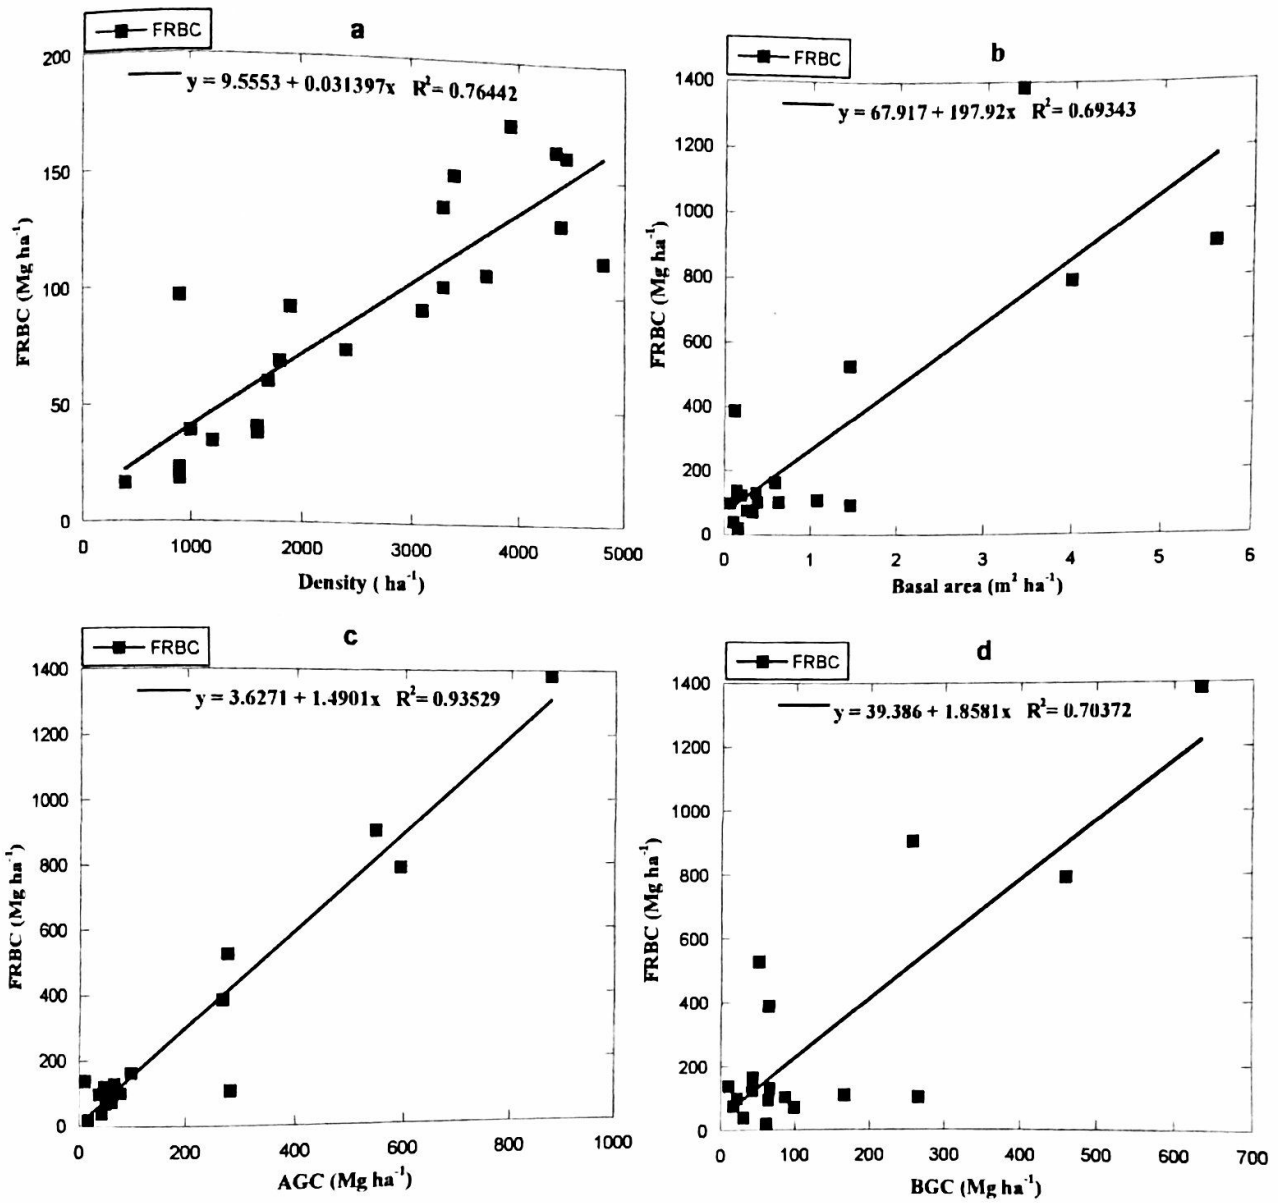 FRBC
a
y = 9.5553 + 0.031397x R²= 0.76442
200
150
100
50
0
FRBC (Mg ha⁻¹)
0 1000 2000 3000 4000 5000
Density ( ha⁻¹)
FRBC
b
y = 67.917 + 197.92x R²= 0.69343
1400
1200
1000
800
600
400
200
0
FRBC (Mg ha⁻¹)
0 1 2 3 4 5 6
Basal area (m² ha⁻¹)
FRBC
c
y = 3.6271 + 1.4901x R²= 0.93529
1400
1200
1000
800
600
400
200
0
FRBC (Mg ha⁻¹)
0 200 400 600 800 1000
AGC (Mg ha⁻¹)
FRBC
d
y = 39.386 + 1.8581x R²= 0.70372
1400
1200
1000
800
600
400
200
0
FRBC (Mg ha⁻¹)
0 100 200 300 400 500 600 700
BGC (Mg ha⁻¹)